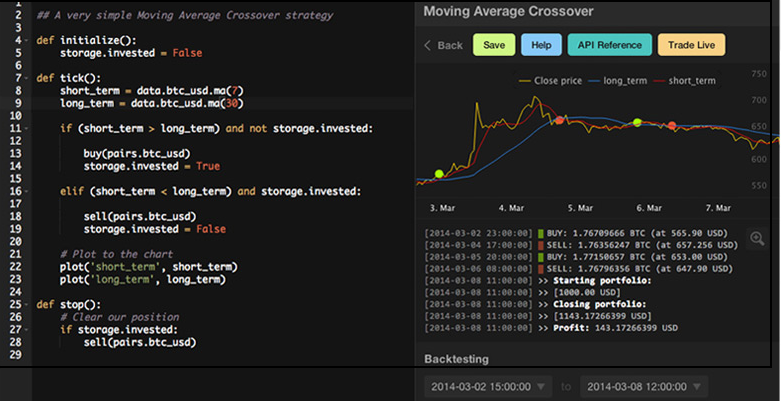 1
2 ## A very simple Moving Average Crossover strategy
3
4 def initialize():
5 storage.invested = False
6
7 def tick():
8 short_term = data.btc_usd.ma(7)
9 long_term = data.btc_usd.ma(30)
10
11 if (short_term > long_term) and not storage.invested:
12
13 buy(pairs.btc_usd)
14 storage.invested = True
15
16 elif (short_term < long_term) and storage.invested:
17
18 sell(pairs.btc_usd)
19 storage.invested = False
20
21 # Plot to the chart
22 plot('short_term', short_term)
23 plot('long_term', long_term)
24
25 def stop():
26 # Clear our position
27 if storage.invested:
28 sell(pairs.btc_usd)
29
Moving Average Crossover
Back Save Help API Reference Trade Live
Close price long_term short_term
750
700
650
600
550
3. Mar 4. Mar 5. Mar 6. Mar 7. Mar
[2014-03-02 23:00:00] BUY: 1.76709666 BTC (at 565.90 USD)
[2014-03-04 17:00:00] SELL: 1.76356247 BTC (at 657.256 USD)
[2014-03-05 20:00:00] BUY: 1.77150657 BTC (at 653.00 USD)
[2014-03-06 08:00:00] SELL: 1.76796356 BTC (at 647.90 USD)
[2014-03-08 11:00:00] >> Starting portfolio:
[2014-03-08 11:00:00] >> [1000.00 USD]
[2014-03-08 11:00:00] >> Closing portfolio:
[2014-03-08 11:00:00] >> [1143.17266399 USD]
[2014-03-08 11:00:00] >> Profit: 143.17266399 USD
Backtesting
2014-03-02 15:00:00 to 2014-03-08 12:00:00